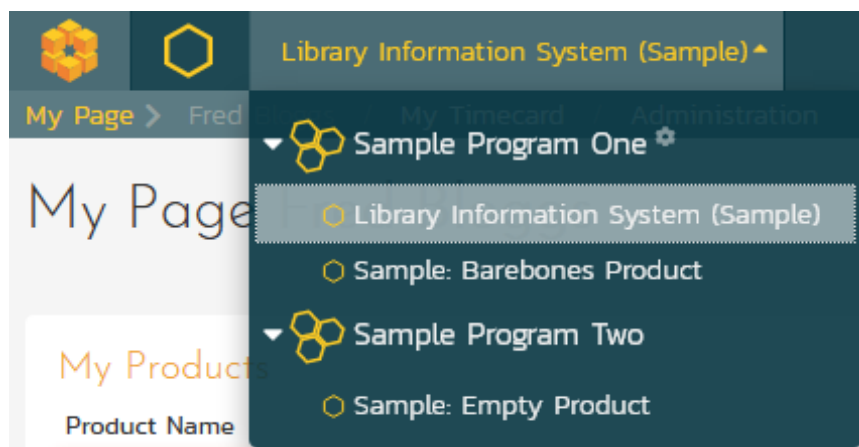 Library Information System (Sample)
My Page Fred / My Timecard / Administration
Sample Program One
My Page
Library Information System (Sample)
Sample: Barebones Product
Sample Program Two
My Products
Sample: Empty Product
Product Name